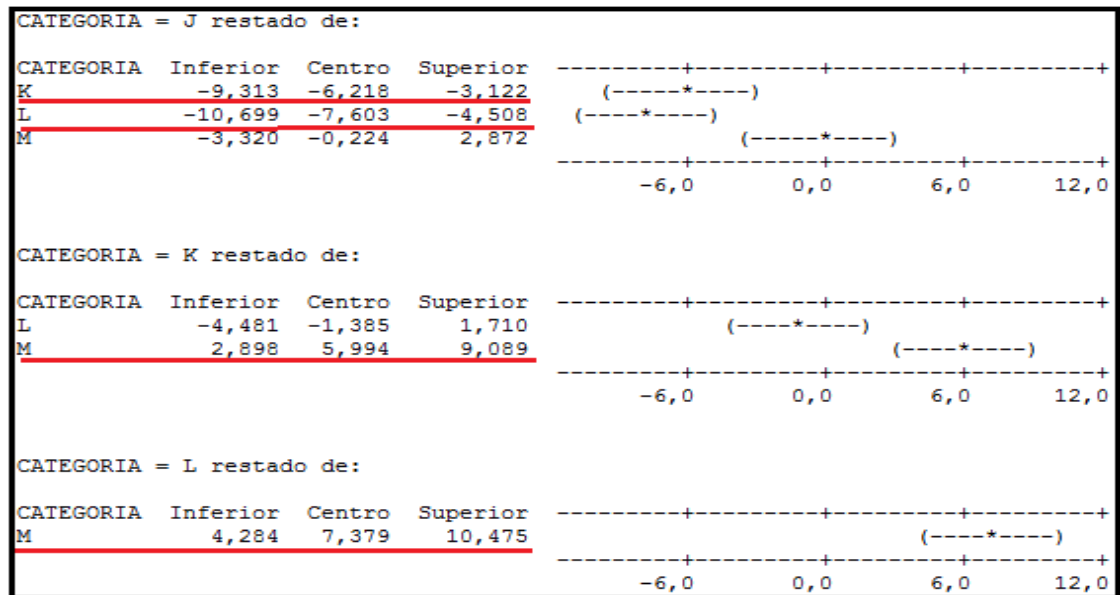 CATEGORIA = J restado de:
CATEGORIA  Inferior  Centro  Superior  ---------+---------+---------+---------+
K            -9,313  -6,218    -3,122     (-----*----)
L           -10,699  -7,603    -4,508   (----*----)
M            -3,320  -0,224     2,872               (-----*----)
                                       ---------+---------+---------+---------+
                                             -6,0       0,0       6,0      12,0
CATEGORIA = K restado de:
CATEGORIA  Inferior  Centro  Superior  ---------+---------+---------+---------+
L            -4,481  -1,385     1,710              (----*----)
M             2,898   5,994     9,089                          (----*----)
                                       ---------+---------+---------+---------+
                                             -6,0       0,0       6,0      12,0
CATEGORIA = L restado de:
CATEGORIA  Inferior  Centro  Superior  ---------+---------+---------+---------+
M             4,284   7,379    10,475                            (----*----)
                                       ---------+---------+---------+---------+
                                             -6,0       0,0       6,0      12,0